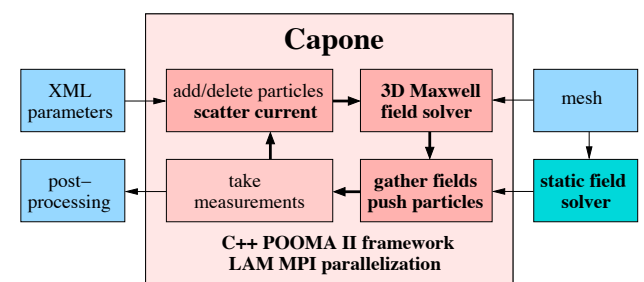 Capone
XML
parameters
add/delete particles
scatter current
3D Maxwell
field solver
mesh
post–
processing
take
measurements
gather fields
push particles
static field
solver
C++ POOMA II framework
LAM MPI parallelization